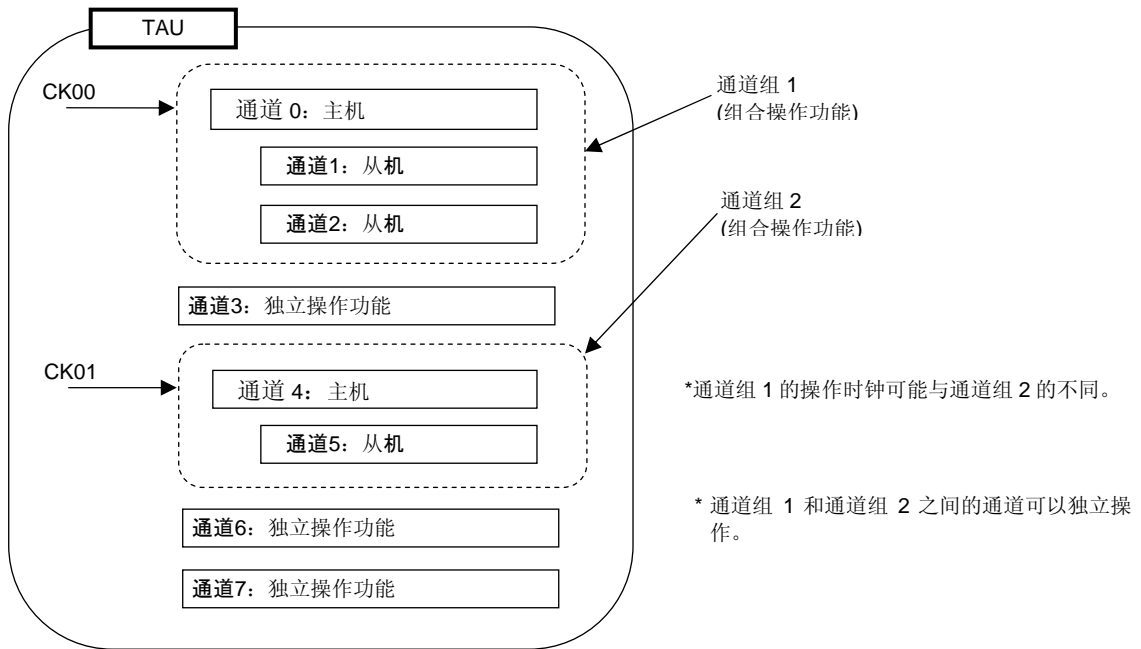 TAU
CK00
通道 0：主机
通道1：从机
通道2：从机
通道组 1
(组合操作功能)
通道组 2
(组合操作功能)
通道3：独立操作功能
CK01
通道 4：主机
通道5：从机
*通道组 1 的操作时钟可能与通道组 2 的不同。
* 通道组 1 和通道组 2 之间的通道可以独立操
作。
通道6：独立操作功能
通道7：独立操作功能